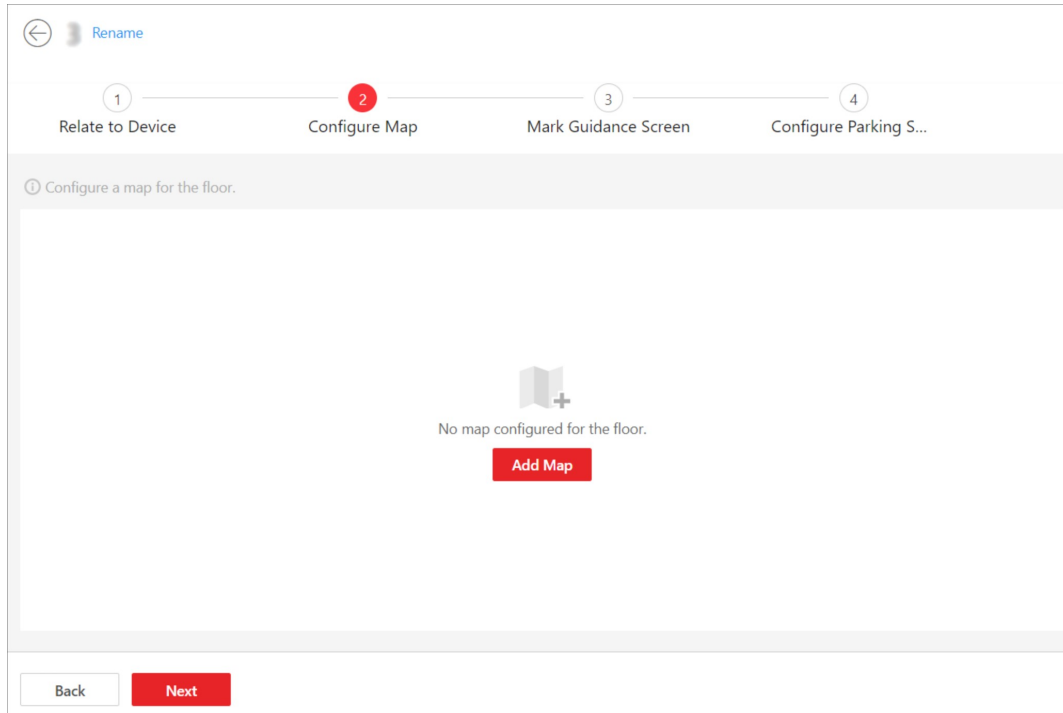 Rename
1
2
3
4
Relate to Device
Configure Map
Mark Guidance Screen
Configure Parking S...
Configure a map for the floor.
No map configured for the floor.
Add Map
Back
Next